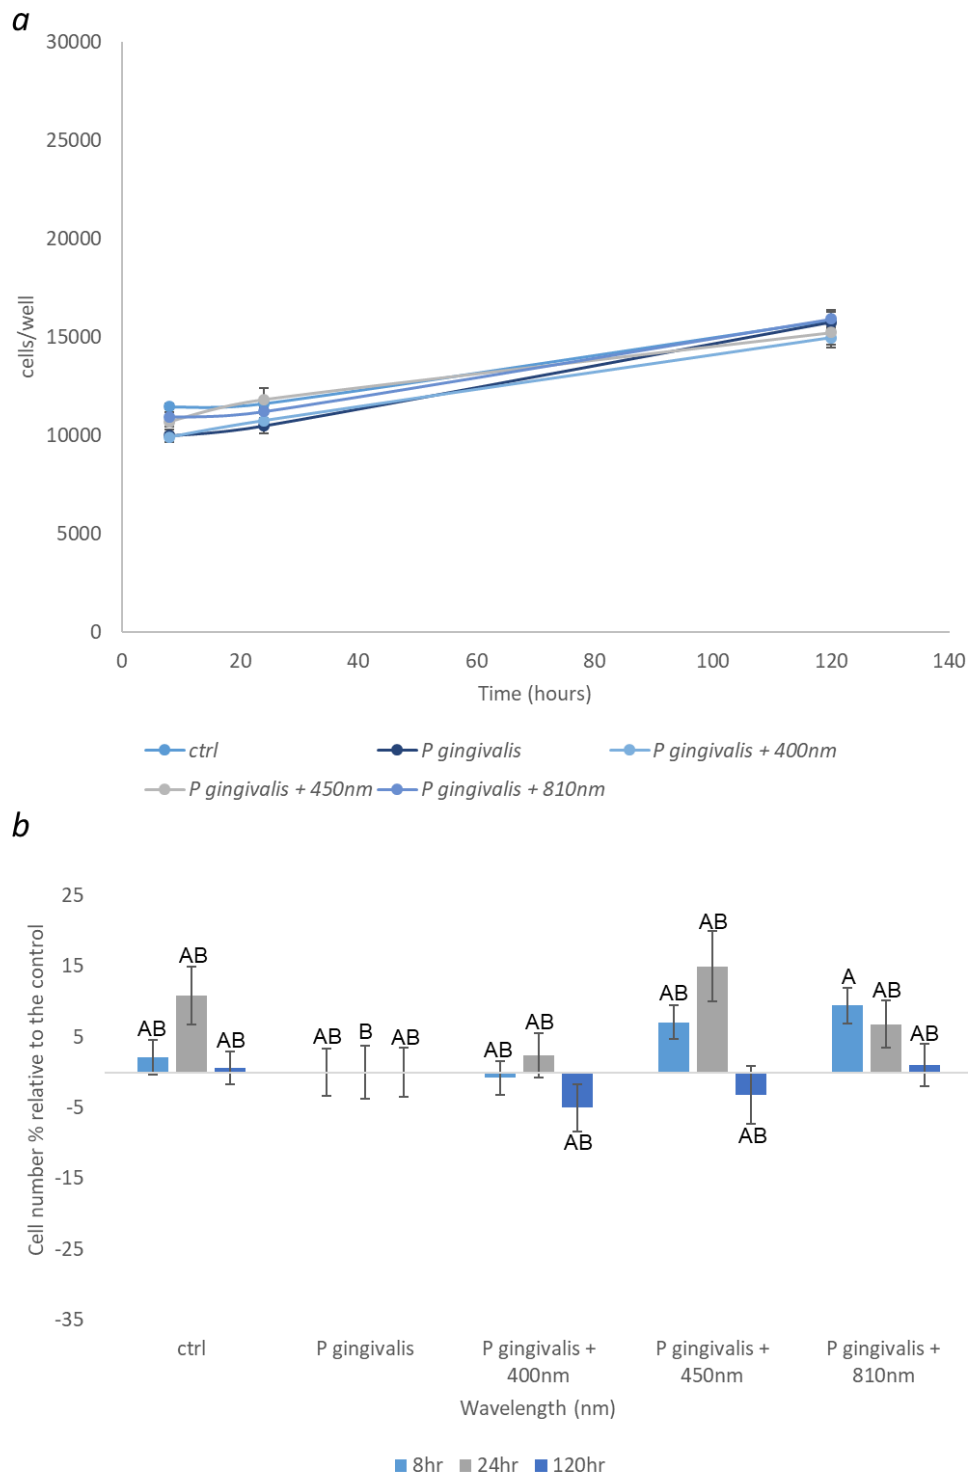 a
30000
25000
20000
15000
10000
5000
0
cells/well
0 20 40 60 80 100 120 140
Time (hours)
ctrl P gingivalis P gingivalis + 400nm
P gingivalis + 450nm P gingivalis + 810nm
b
25
15
5
-5
-15
-25
-35
Cell number % relative to the control
AB AB AB
AB B AB
AB AB AB
AB AB AB
A AB AB
ctrl P gingivalis P gingivalis + P gingivalis + P gingivalis +
400nm 450nm 810nm
Wavelength (nm)
8hr 24hr 120hr